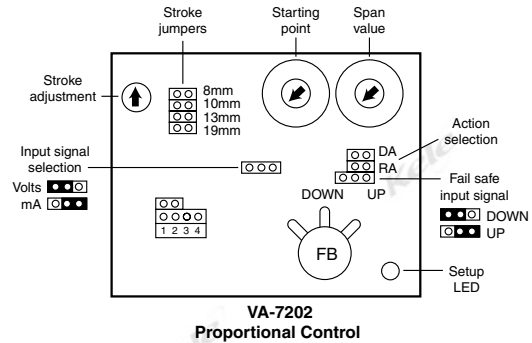 Stroke
jumpers
Starting
point
Span
value
Stroke
adjustment
8mm
10mm
13mm
19mm
Action
selection
DA
RA
Input signal
selection
Volts
mA
DOWN UP
Fail safe
input signal
DOWN
UP
1 2 3 4
FB
Setup
LED
VA-7202
Proportional Control
Kele
Kele